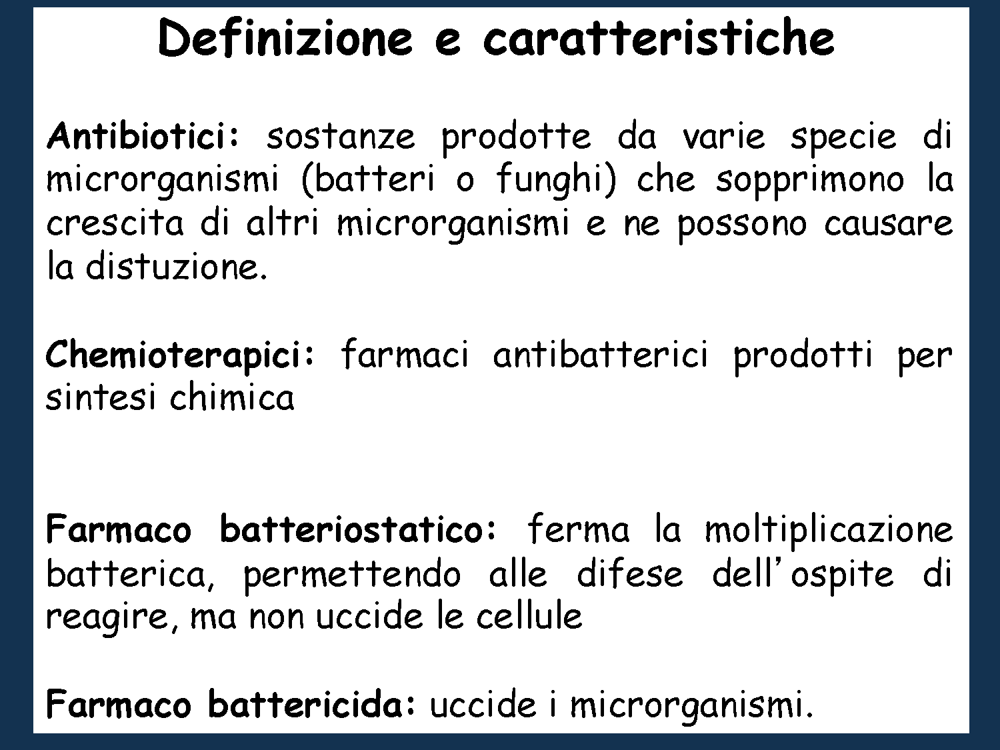 Definizione e caratteristiche
Antibiotici: sostanze prodotte da varie specie di
microrganismi (batteri o funghi) che sopprimono la
crescita di altri microrganismi e ne possono causare
la distuzione.
Chemioterapici: farmaci antibatterici prodotti per
sintesi chimica
Farmaco batteriostatico: ferma la moltiplicazione
batterica, permettendo alle difese dell’ospite di
reagire, ma non uccide le cellule
Farmaco battericida: uccide i microrganismi.